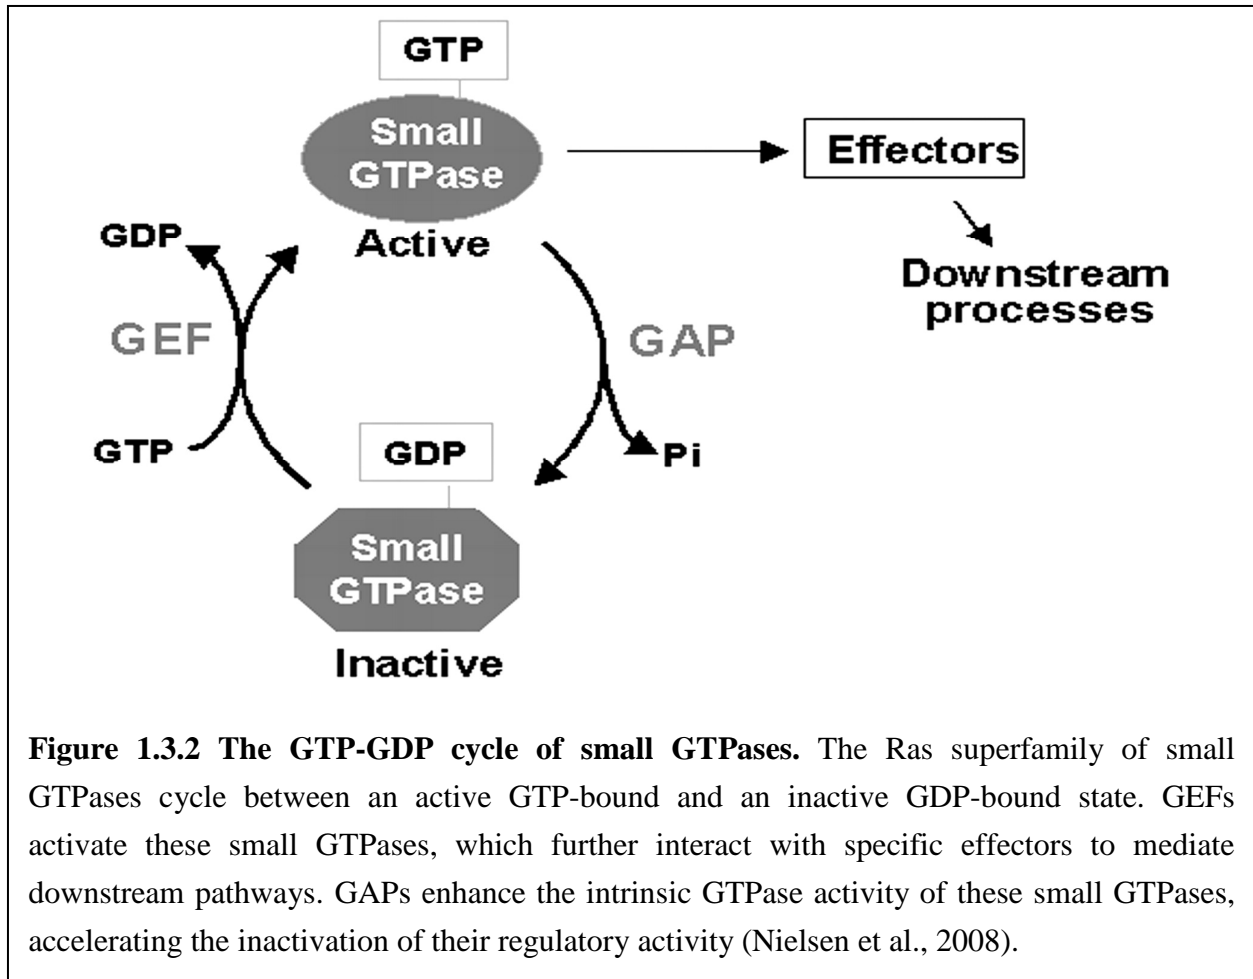 GTP
Small
GTPase
Active
Effectors
Downstream
processes
GDP
GEF
GAP
GTP
Pi
GDP
Small
GTPase
Inactive
Figure 1.3.2 The GTP-GDP cycle of small GTPases. The Ras superfamily of small
GTPases cycle between an active GTP-bound and an inactive GDP-bound state. GEFs
activate these small GTPases, which further interact with specific effectors to mediate
downstream pathways. GAPs enhance the intrinsic GTPase activity of these small GTPases,
accelerating the inactivation of their regulatory activity (Nielsen et al., 2008).